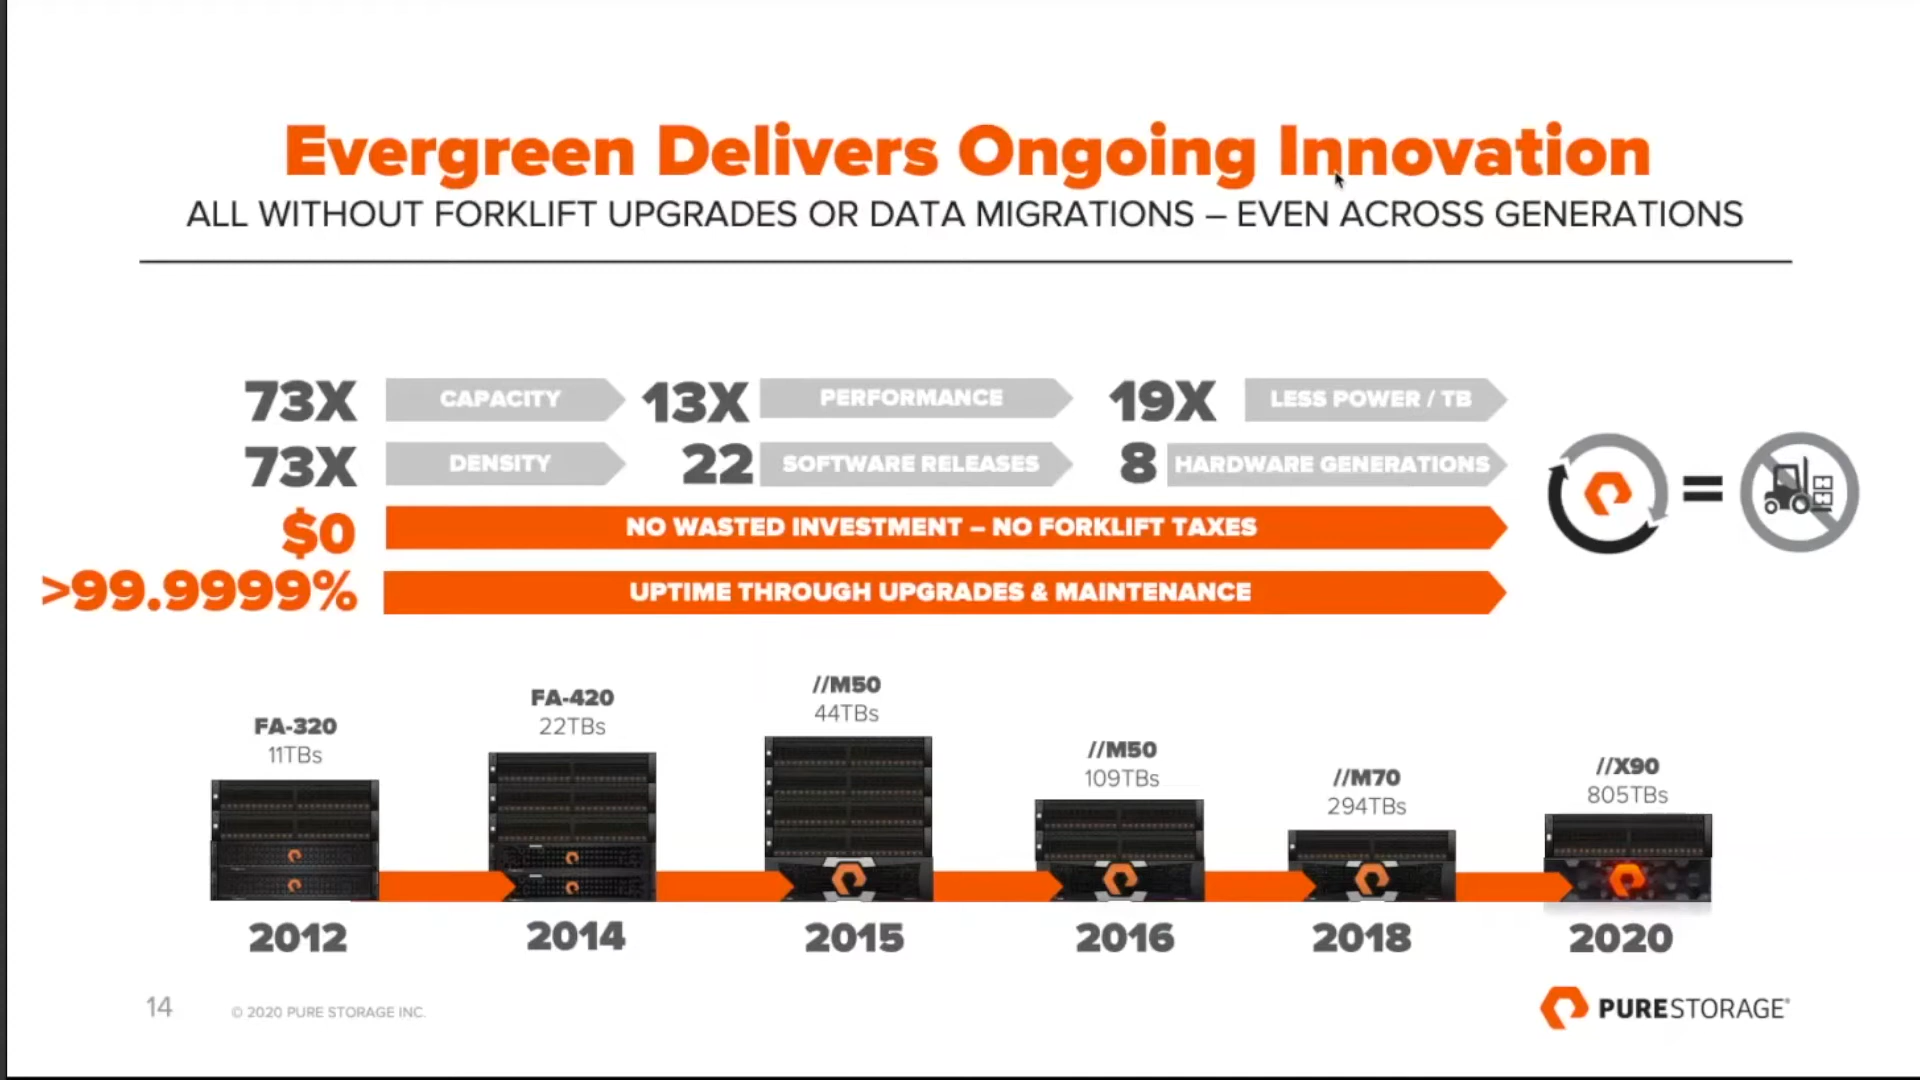 Evergreen Delivers Ongoing Innovation
ALL WITHOUT FORKLIFT UPGRADES OR DATA MIGRATIONS – EVEN ACROSS GENERATIONS
73X CAPACITY 13X PERFORMANCE 19X LESS POWER / TB
73X DENSITY 22 SOFTWARE RELEASES 8 HARDWARE GENERATIONS
$0 NO WASTED INVESTMENT – NO FORKLIFT TAXES
>99.9999% UPTIME THROUGH UPGRADES & MAINTENANCE
=
FA-320
11TBs
FA-420
22TBs
//M50
44TBs
//M50
109TBs
//M70
294TBs
//X90
805TBs
2012 2014 2015 2016 2018 2020
14 © 2020 PURE STORAGE INC.
PURESTORAGE®